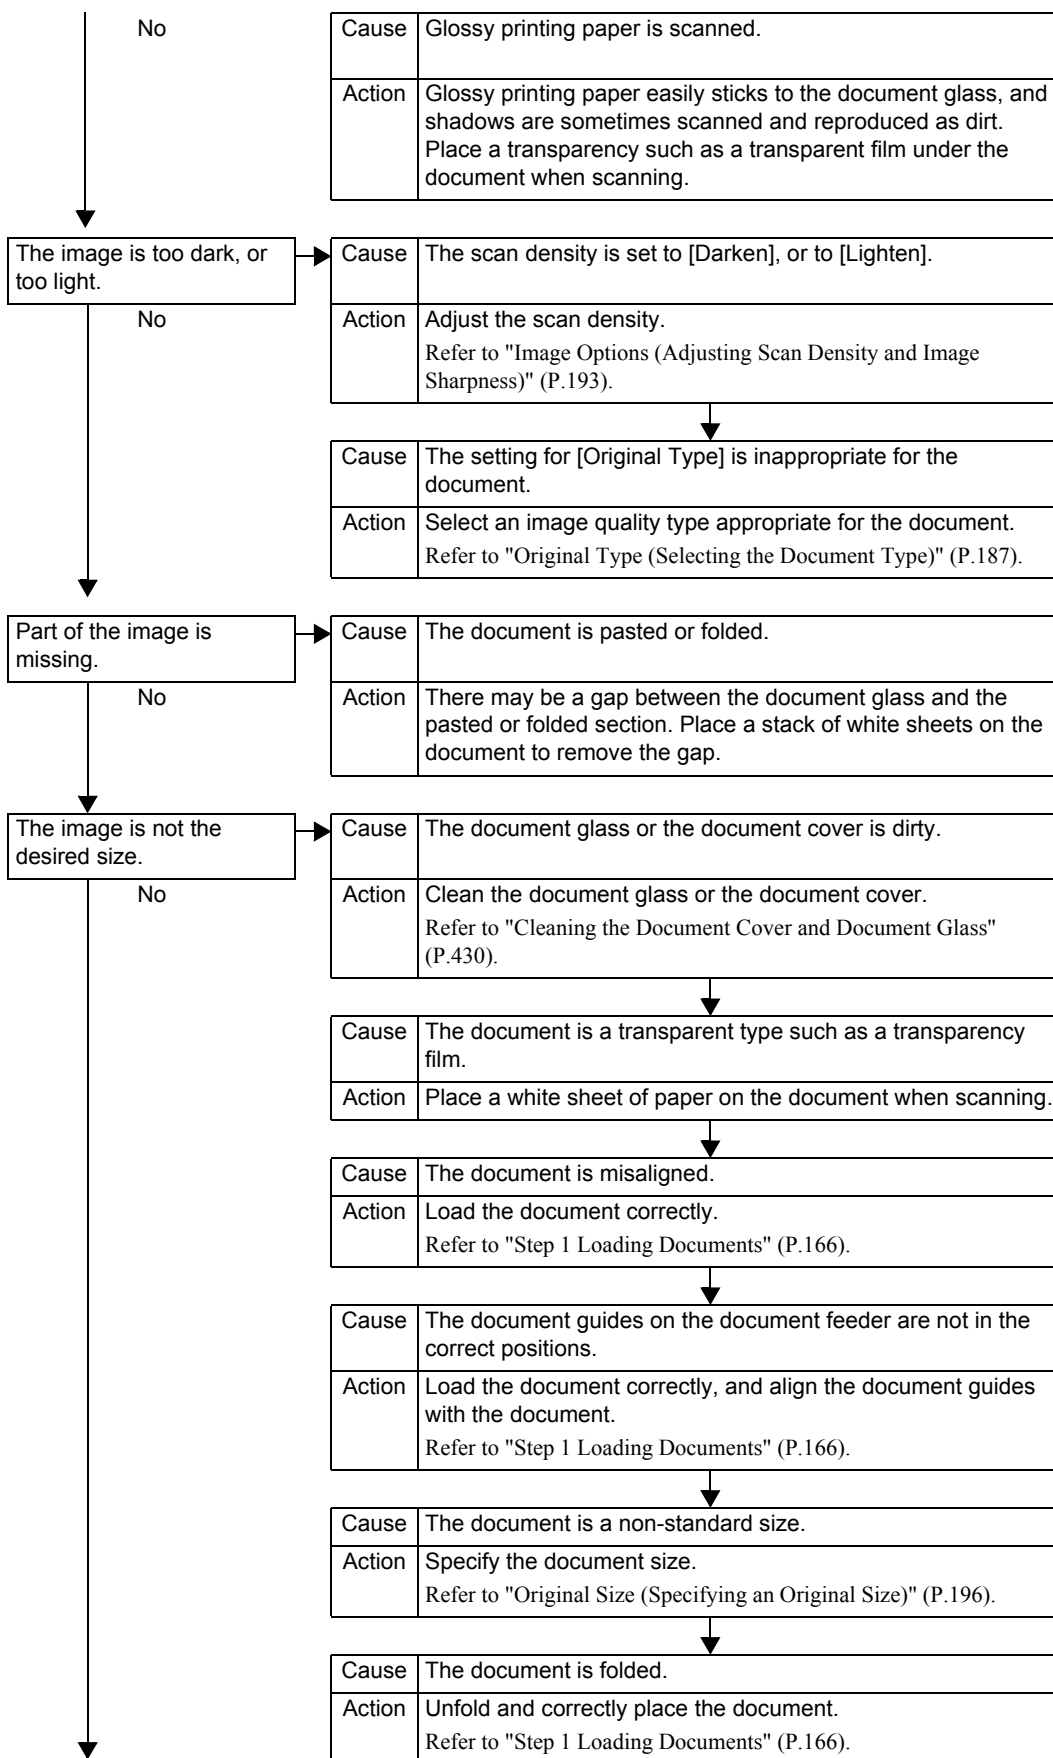 No
Cause
Glossy printing paper is scanned.
Action
Glossy printing paper easily sticks to the document glass, and
shadows are sometimes scanned and reproduced as dirt.
Place a transparency such as a transparent film under the
document when scanning.
The image is too dark, or
too light.
Cause
The scan density is set to [Darken], or to [Lighten].
No
Action
Adjust the scan density.
Refer to "Image Options (Adjusting Scan Density and Image
Sharpness)" (P.193).
Cause
The setting for [Original Type] is inappropriate for the
document.
Action
Select an image quality type appropriate for the document.
Refer to "Original Type (Selecting the Document Type)" (P.187).
Part of the image is
missing.
Cause
The document is pasted or folded.
No
Action
There may be a gap between the document glass and the
pasted or folded section. Place a stack of white sheets on the
document to remove the gap.
The image is not the
desired size.
Cause
The document glass or the document cover is dirty.
No
Action
Clean the document glass or the document cover.
Refer to "Cleaning the Document Cover and Document Glass"
(P.430).
Cause
The document is a transparent type such as a transparency
film.
Action
Place a white sheet of paper on the document when scanning.
Cause
The document is misaligned.
Action
Load the document correctly.
Refer to "Step 1 Loading Documents" (P.166).
Cause
The document guides on the document feeder are not in the
correct positions.
Action
Load the document correctly, and align the document guides
with the document.
Refer to "Step 1 Loading Documents" (P.166).
Cause
The document is a non-standard size.
Action
Specify the document size.
Refer to "Original Size (Specifying an Original Size)" (P.196).
Cause
The document is folded.
Action
Unfold and correctly place the document.
Refer to "Step 1 Loading Documents" (P.166).